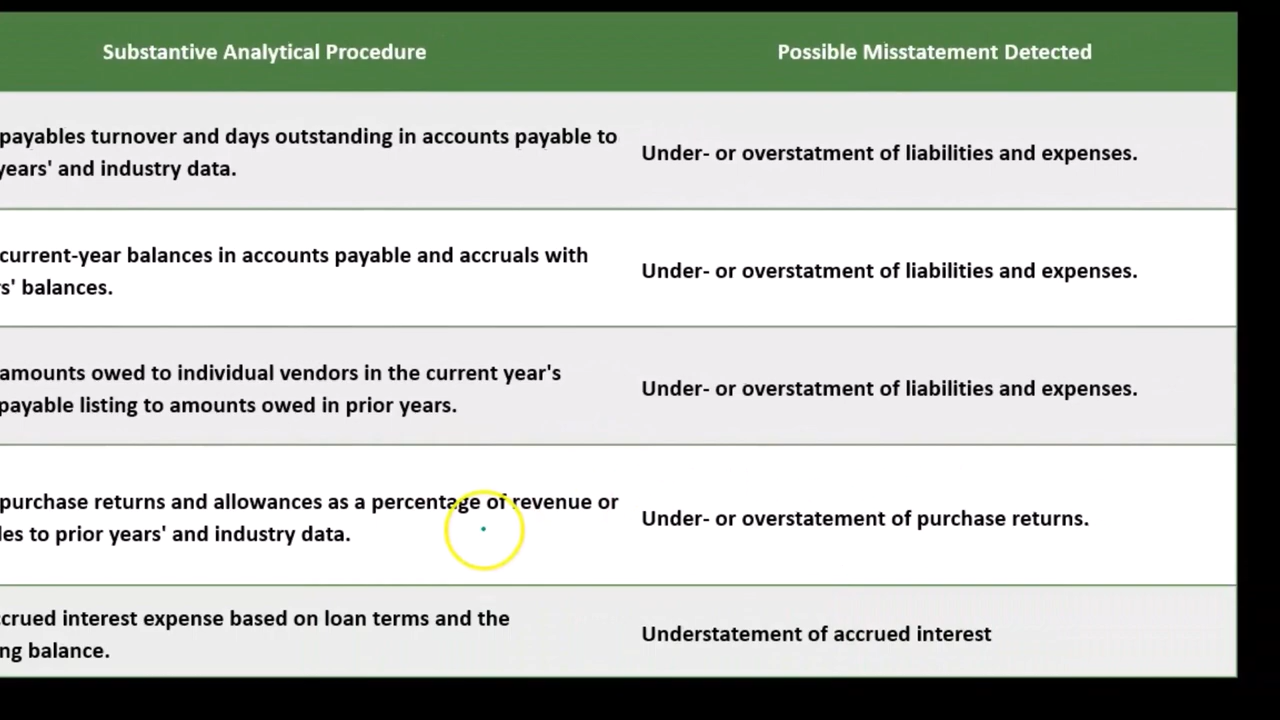 Substantive Analytical Procedure
Possible Misstatement Detected
payables turnover and days outstanding in accounts payable to
years' and industry data.
Under- or overstatment of liabilities and expenses.
current-year balances in accounts payable and accruals with
rs' balances.
Under- or overstatment of liabilities and expenses.
amounts owed to individual vendors in the current year's
payable listing to amounts owed in prior years.
Under- or overstatment of liabilities and expenses.
purchase returns and allowances as a percentage of revenue or
les to prior years' and industry data.
Under- or overstatement of purchase returns.
ccrued interest expense based on loan terms and the
ng balance.
Understatement of accrued interest